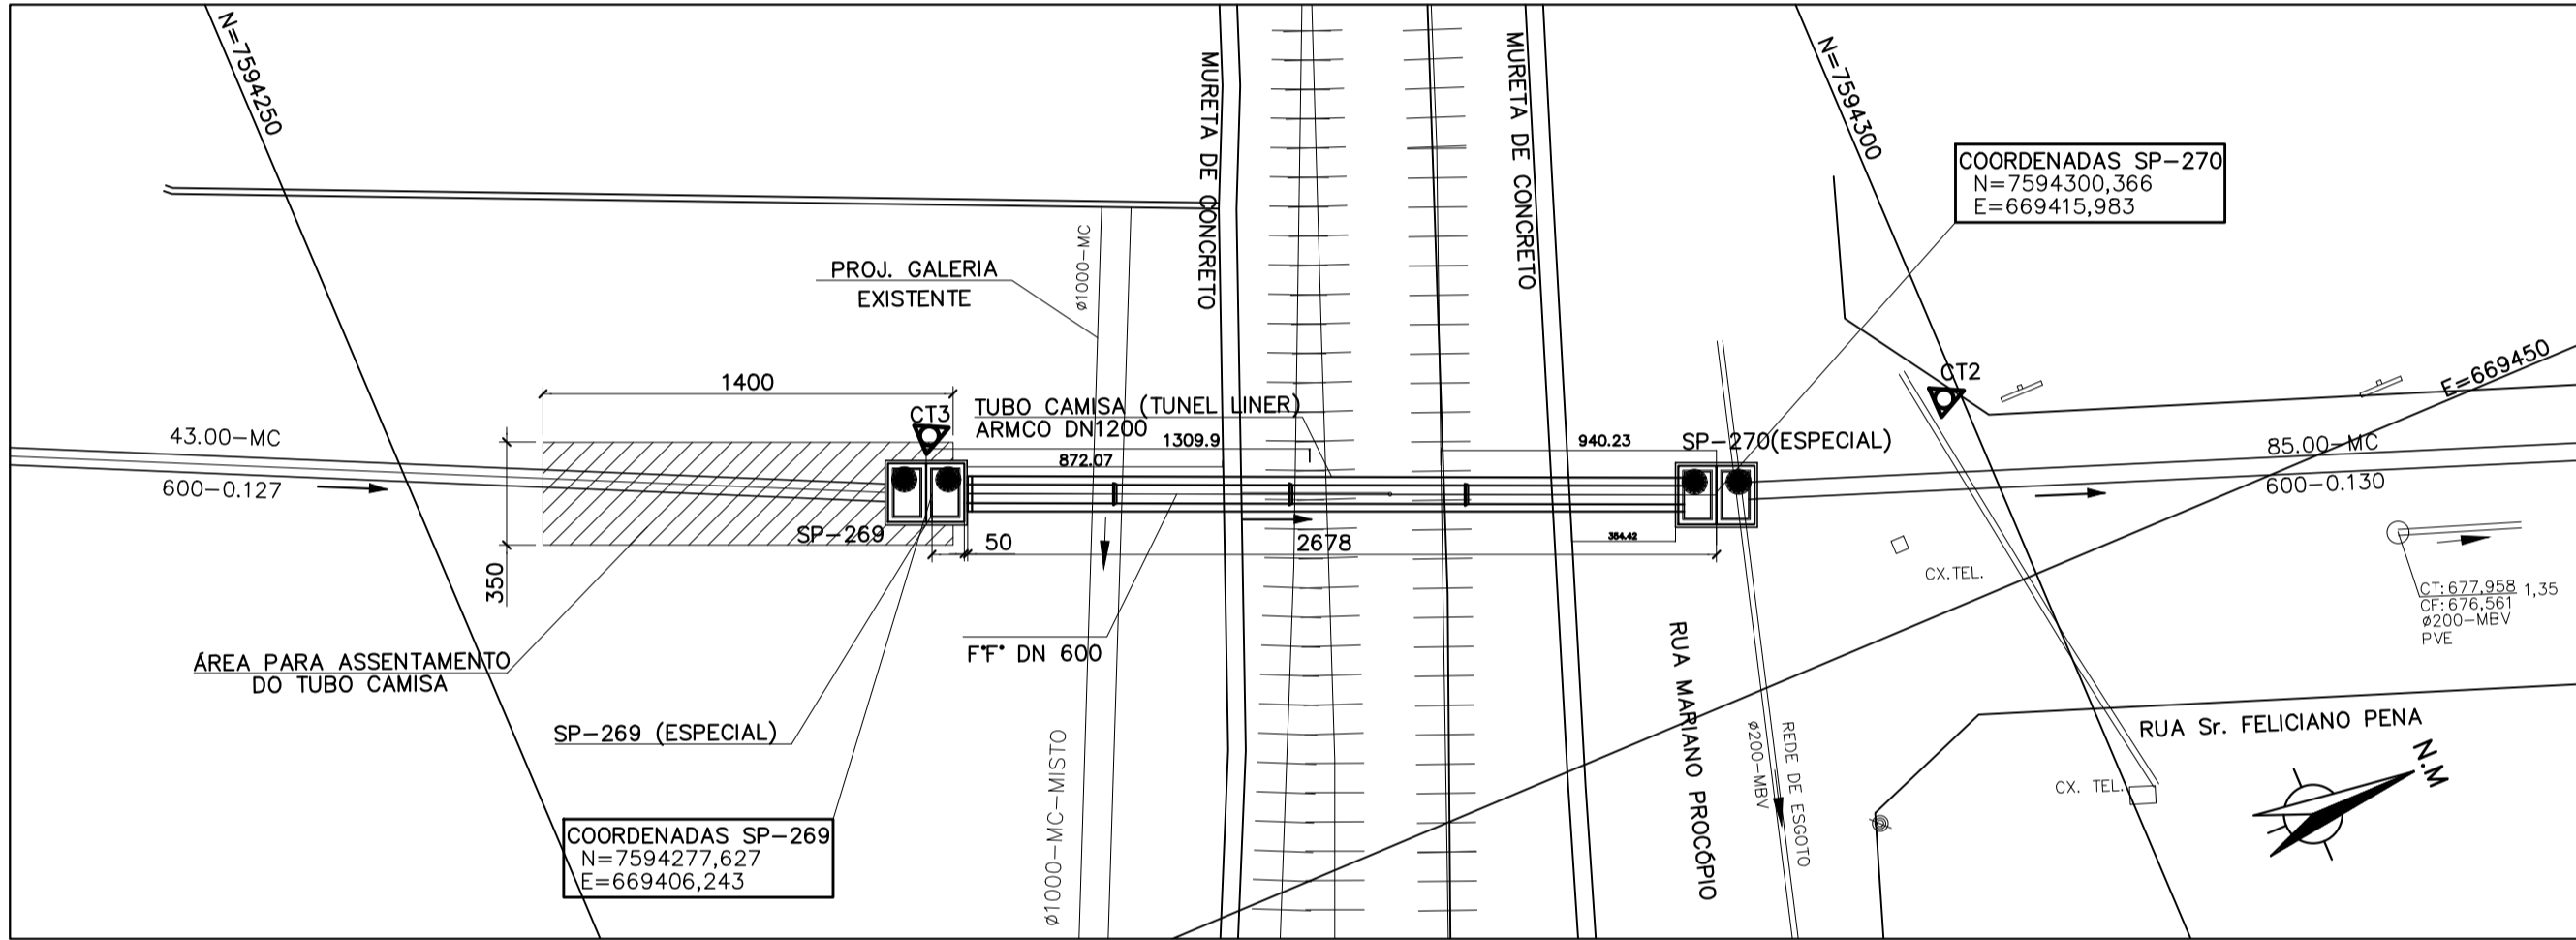 N=7594250
MURETA DE CONCRETO
MURETA DE CONCRETO
N=7594300
COORDENADAS SP-270
N=7594300,366
E=669415,983
PROJ. GALERIA
EXISTENTE
ø1000-MC
1400
CT3
TUBO CAMISA (TUNEL LINER)
ARMCO DN1200
1309.9
872.07
940.23
SP-270(ESPECIAL)
CT2
E=669450
43.00-MC
600-0.127
85.00-MC
600-0.130
350
SP-269
50
2678
354.42
CX.TEL.
CT:677,958 1,35
CF:676,561
ø200-MBV
PVE
ÁREA PARA ASSENTAMENTO
DO TUBO CAMISA
F°F° DN 600
SP-269 (ESPECIAL)
RUA MARIANO PROCÓPIO
REDE DE ESGOTO
ø200-MBV
RUA Sr. FELICIANO PENA
N.M
CX. TEL.
ø1000-MC-MISTO
COORDENADAS SP-269
N=7594277,627
E=669406,243